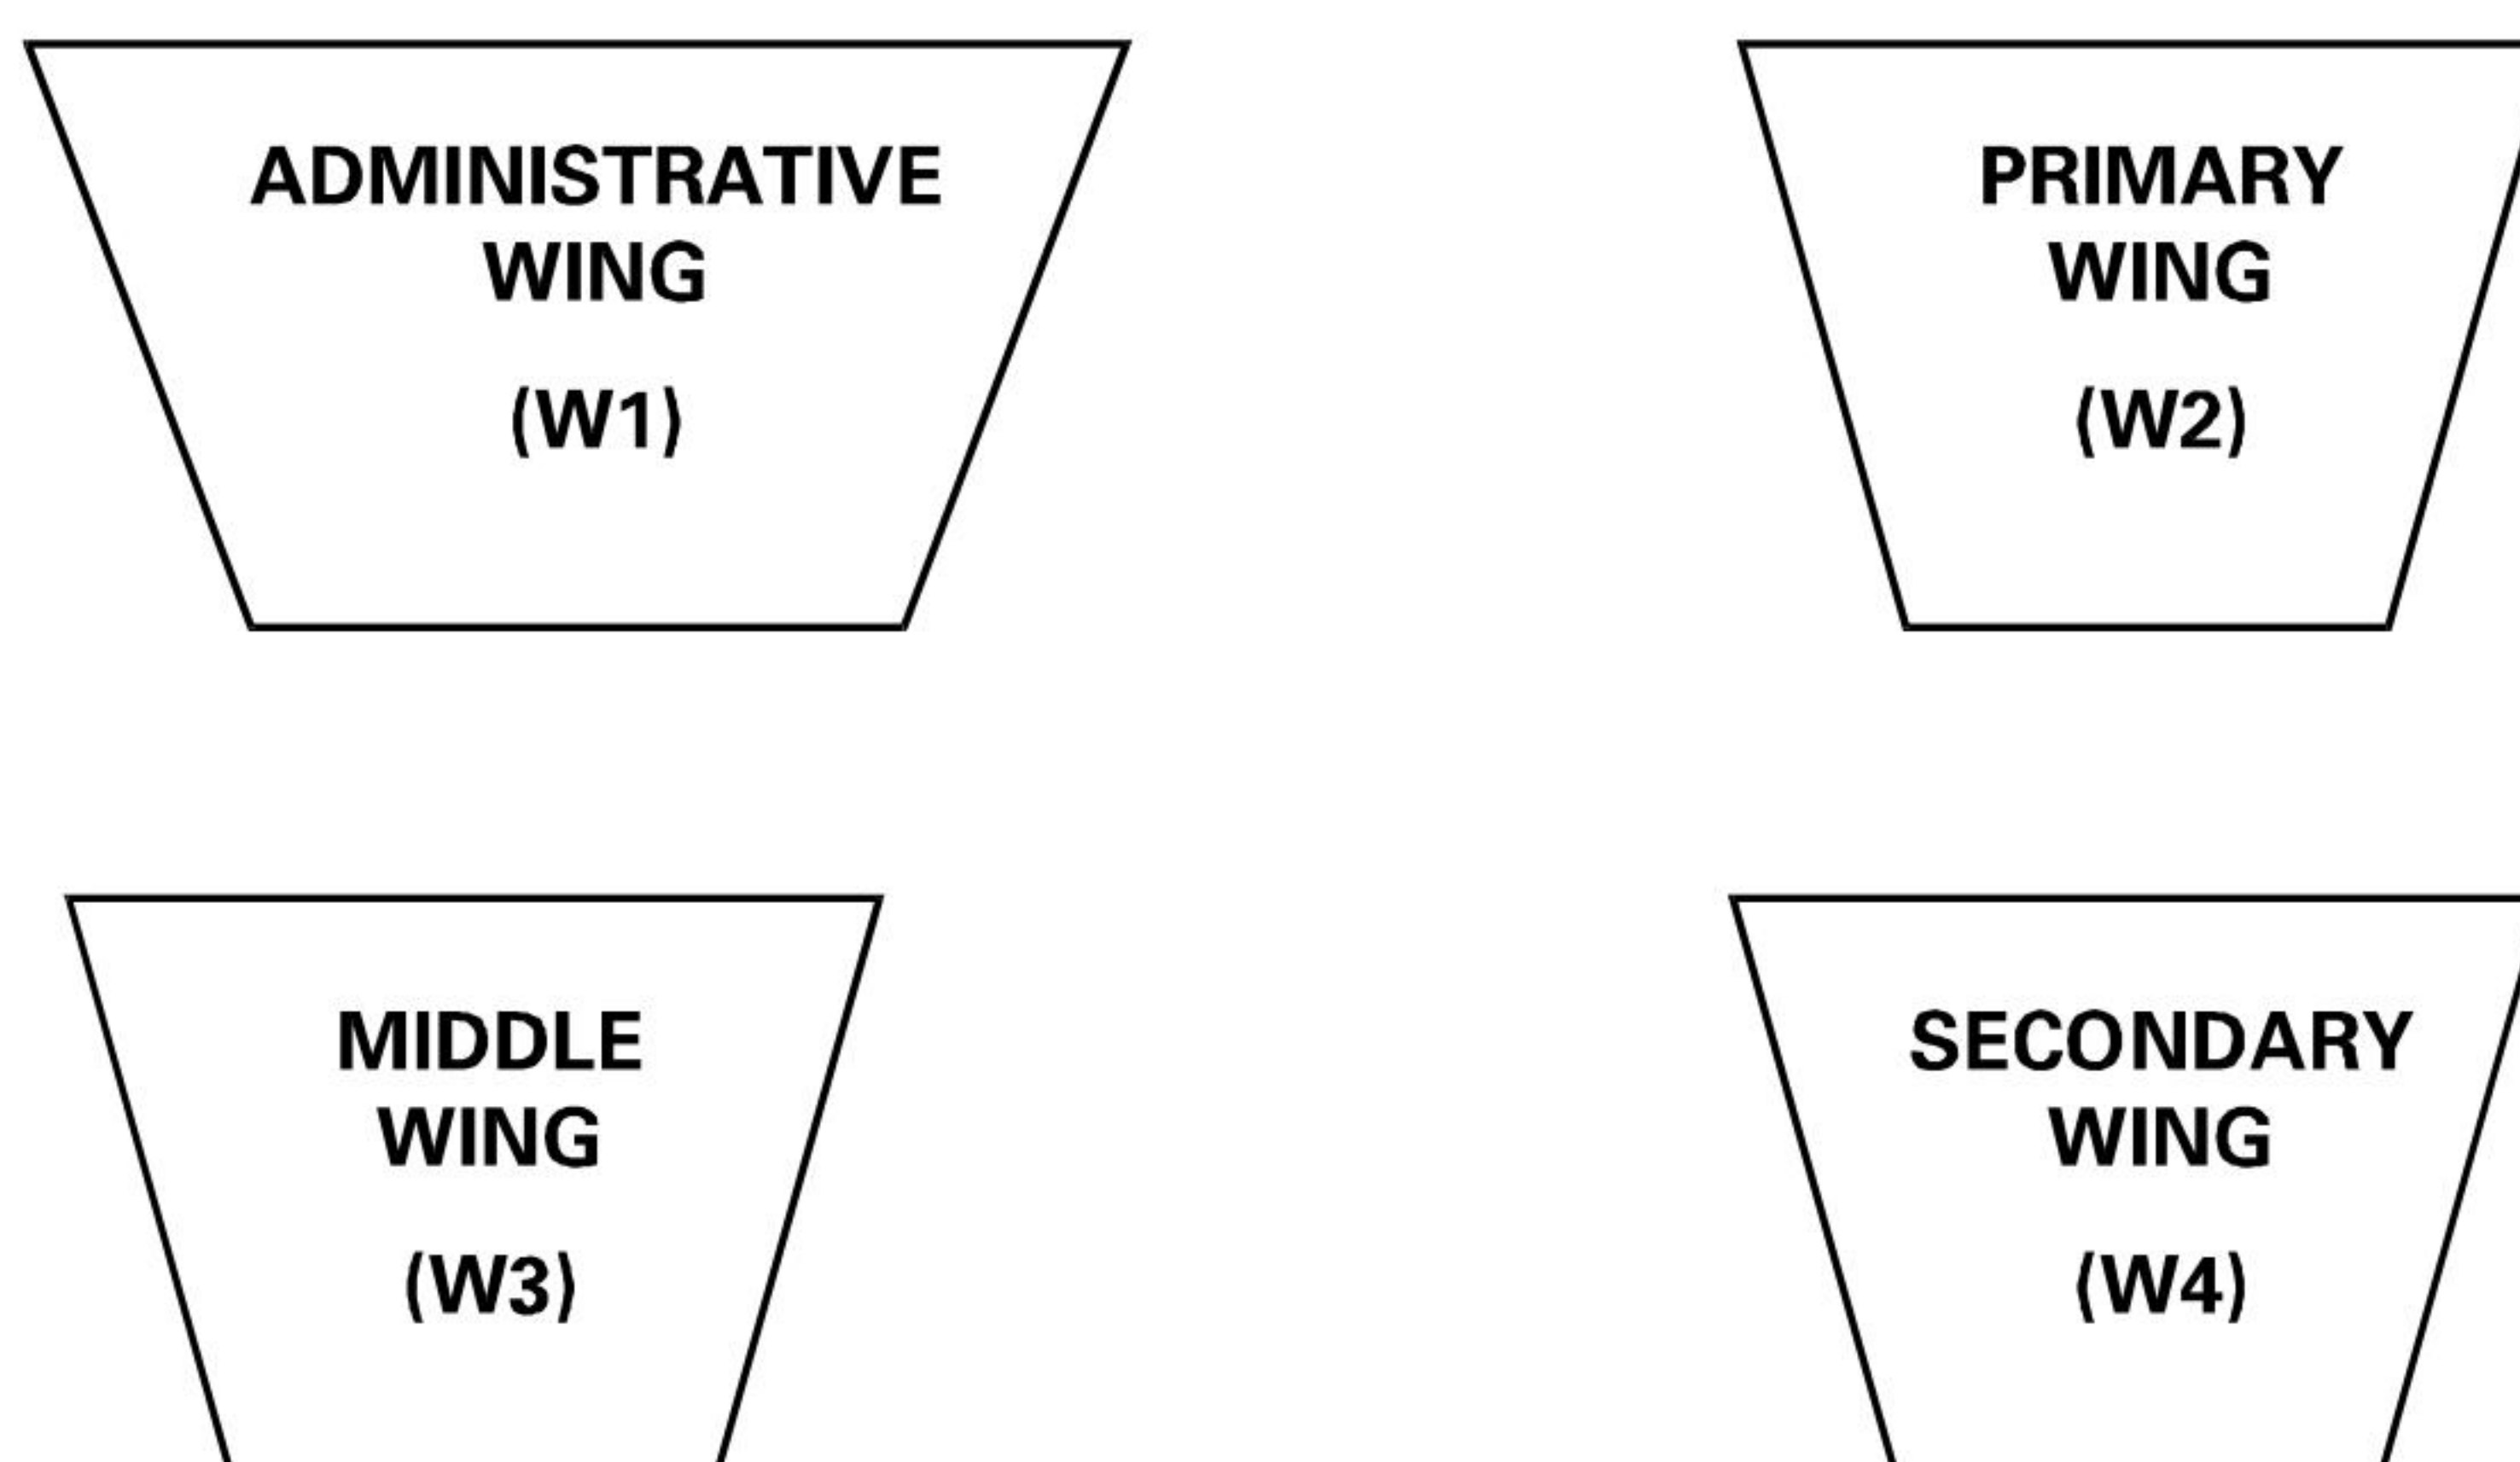 ADMINISTRATIVE
WING
(W1)
PRIMARY
WING
(W2)
MIDDLE
WING
(W3)
SECONDARY
WING
(W4)